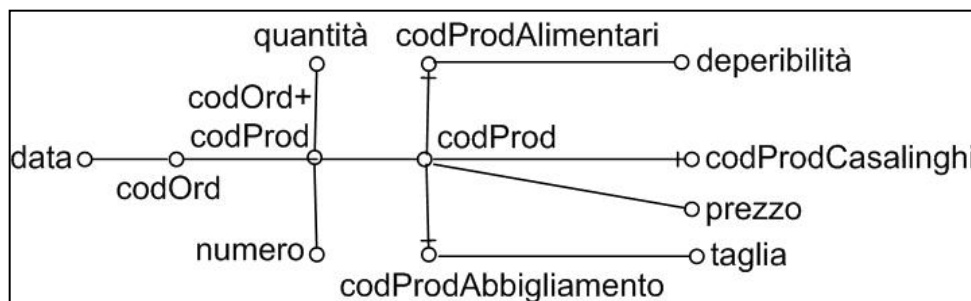 quantità codProdAlimentari
deperibilità
codOrd+
codProd codProd
data codProdCasalinghi
codOrd
prezzo
numero taglia
codProdAbbigliamento